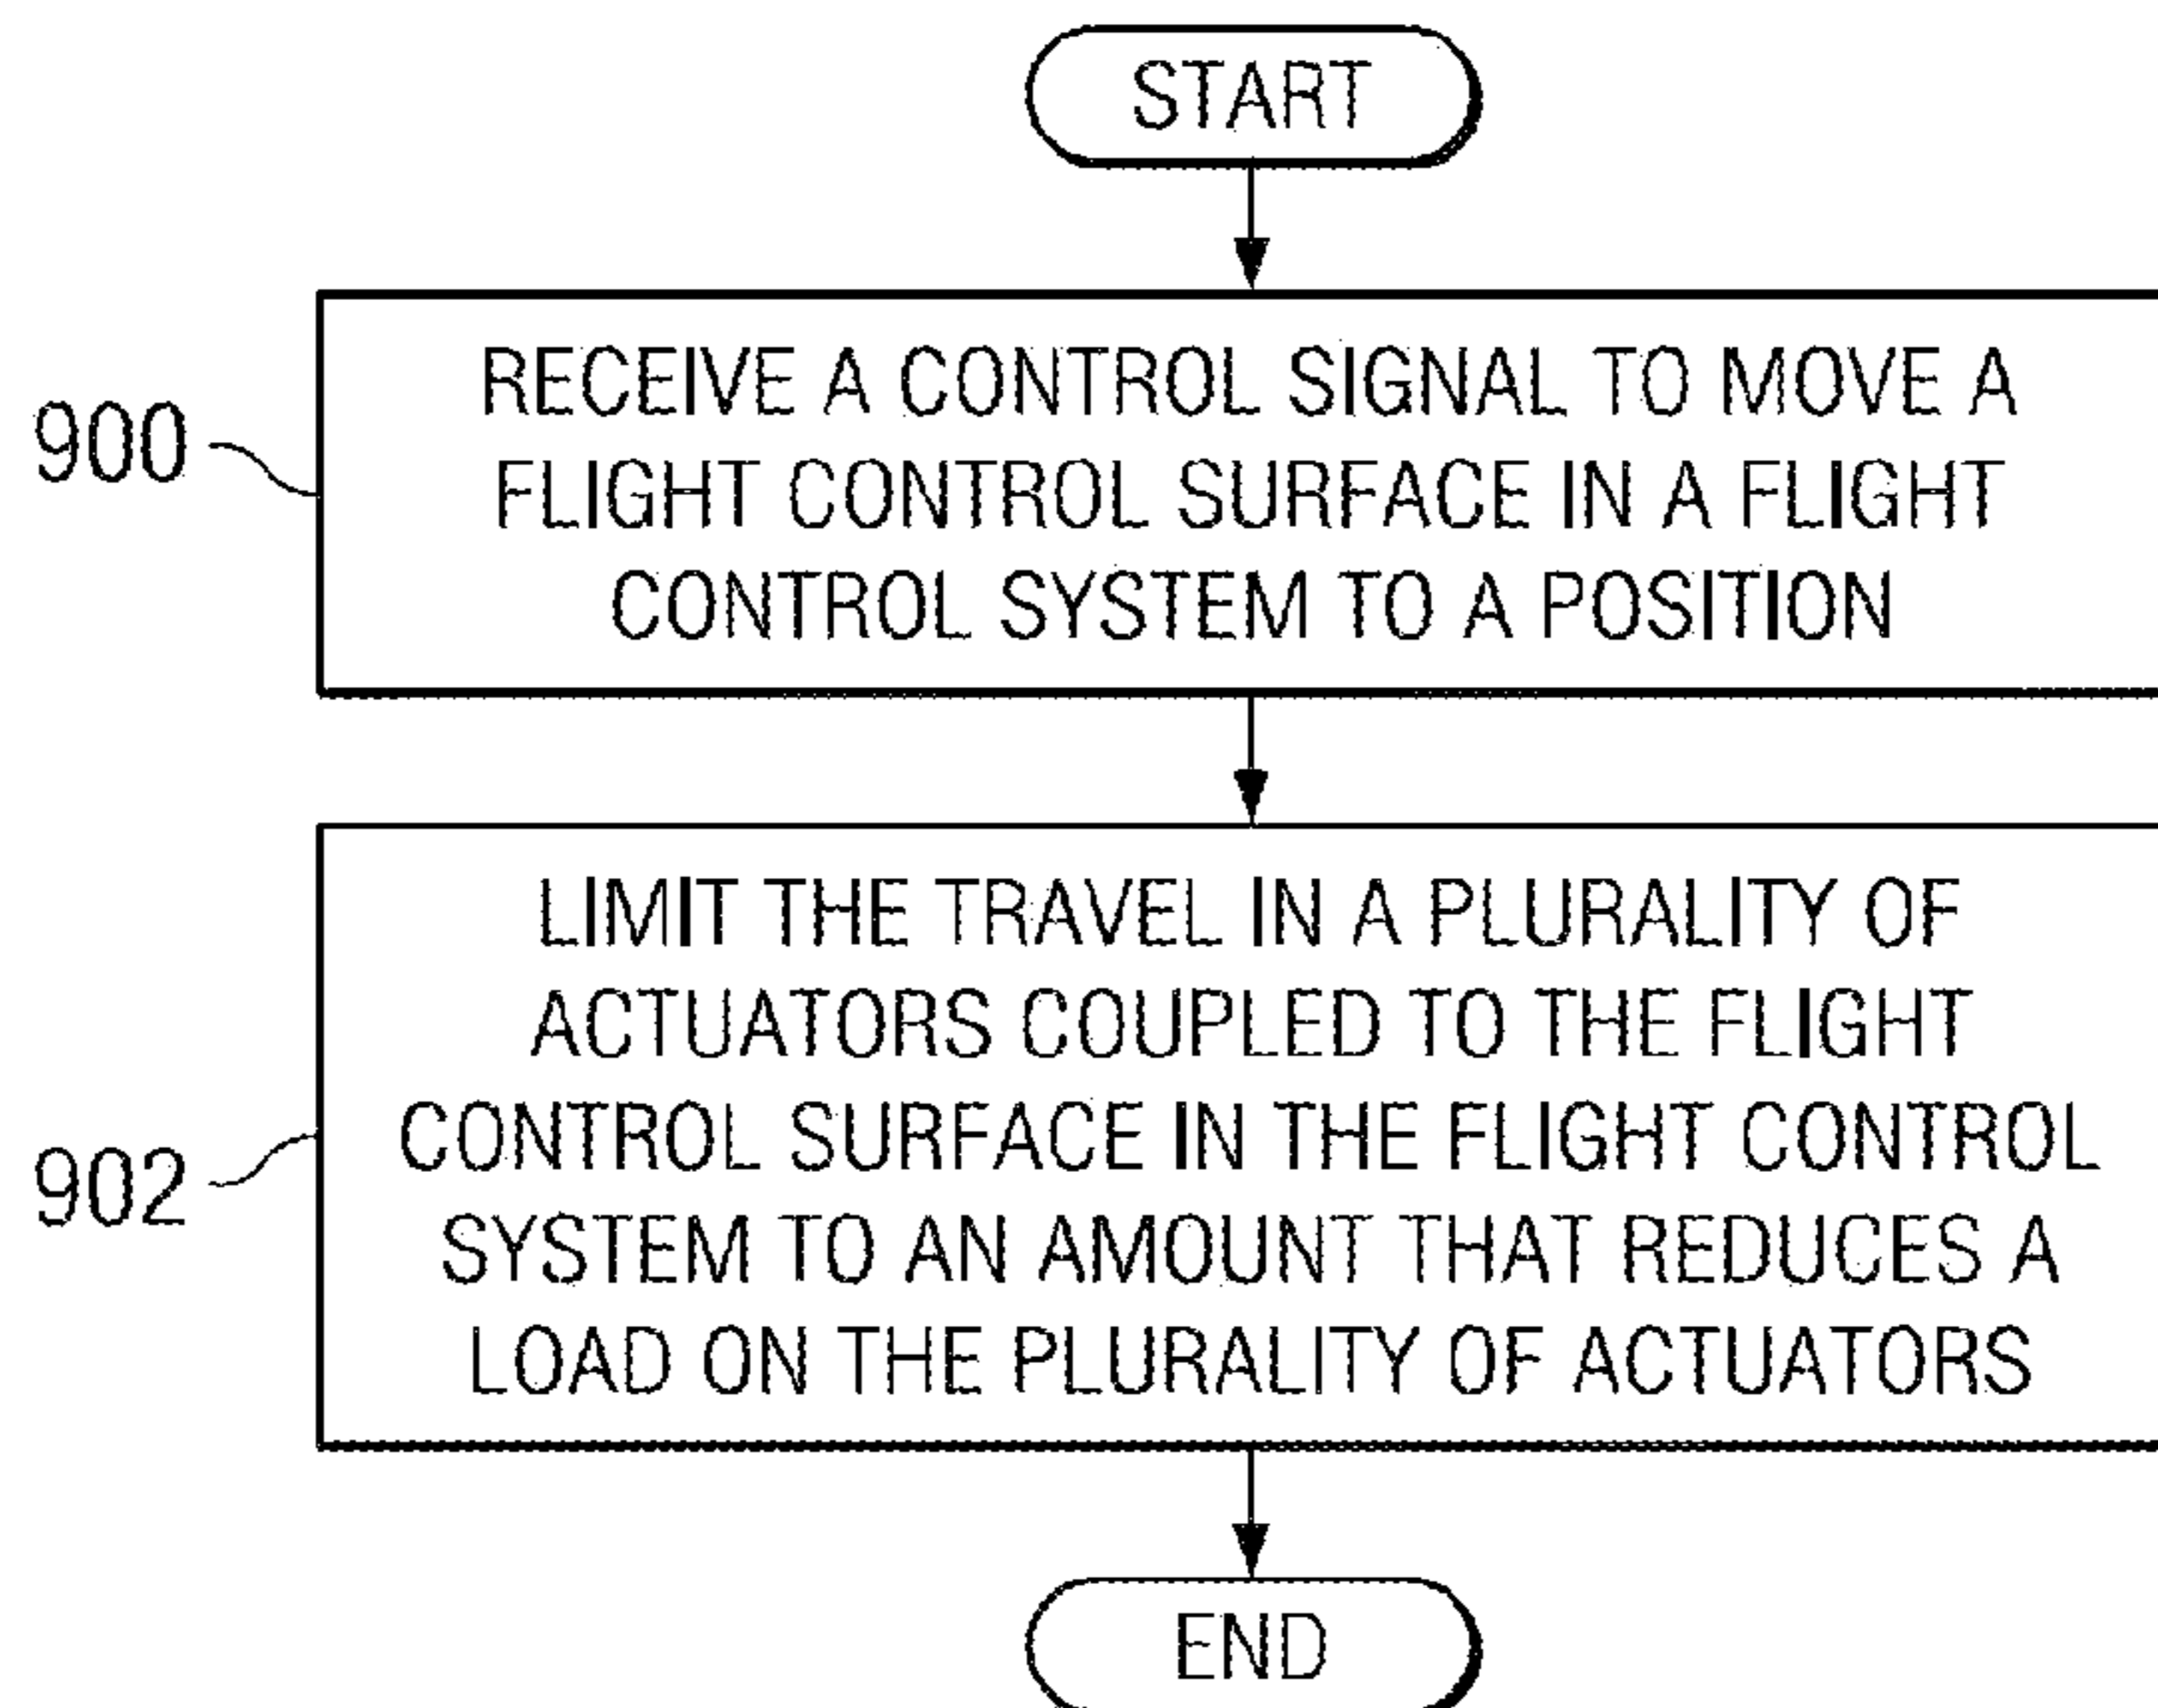 START
900
RECEIVE A CONTROL SIGNAL TO MOVE A
FLIGHT CONTROL SURFACE IN A FLIGHT
CONTROL SYSTEM TO A POSITION
902
LIMIT THE TRAVEL IN A PLURALITY OF
ACTUATORS COUPLED TO THE FLIGHT
CONTROL SURFACE IN THE FLIGHT CONTROL
SYSTEM TO AN AMOUNT THAT REDUCES A
LOAD ON THE PLURALITY OF ACTUATORS
END